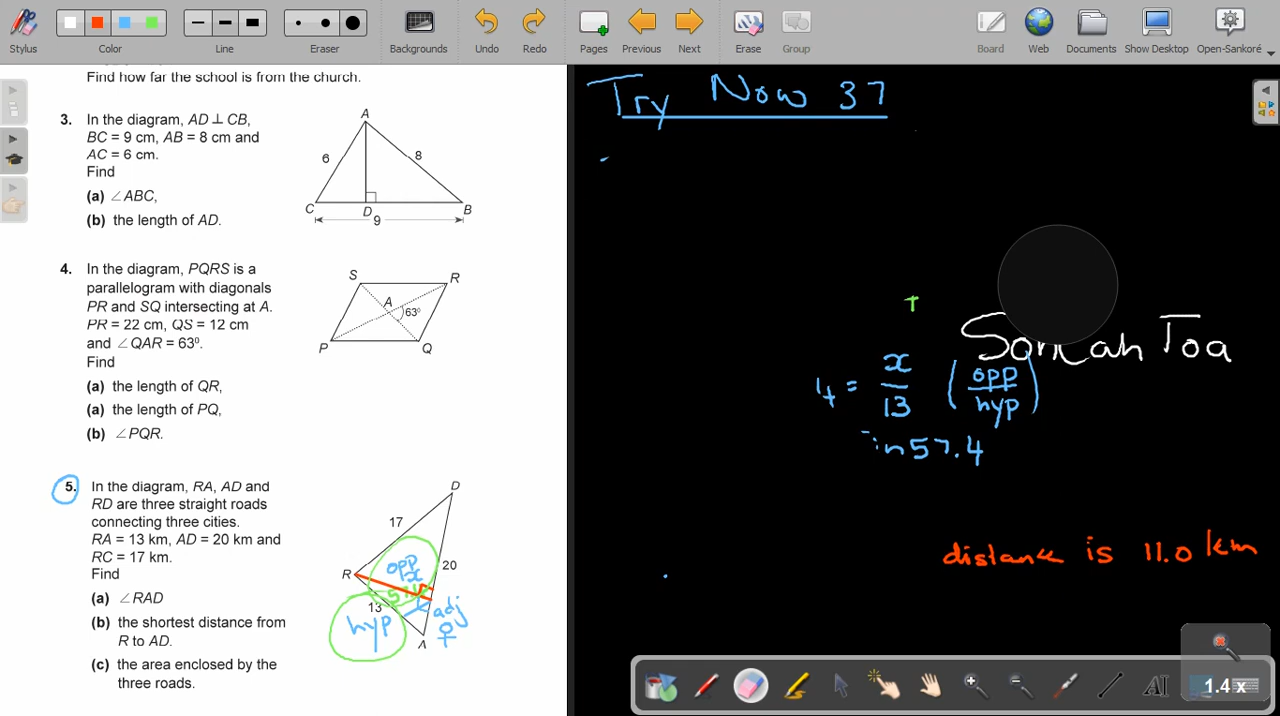 Stylus Color Line Eraser Backgrounds Undo Redo Pages Previous Next Erase Group Board Web Documents Show Desktop Open-Sankoré
Find how far the school is from the church.
3. In the diagram, AD ⊥ CB,
BC = 9 cm, AB = 8 cm and
AC = 6 cm.
Find
(a) ∠ABC,
(b) the length of AD.
A
6 8
C D B
9
4. In the diagram, PQRS is a
parallelogram with diagonals
PR and SQ intersecting at A.
PR = 22 cm, QS = 12 cm
and ∠QAR = 63⁰.
Find
(a) the length of QR,
(a) the length of PQ,
(b) ∠PQR.
S R
A 63⁰
P Q
5. In the diagram, RA, AD and
RD are three straight roads
connecting three cities.
RA = 13 km, AD = 20 km and
RC = 17 km.
Find
(a) ∠RAD
(b) the shortest distance from
R to AD.
(c) the area enclosed by the
three roads.
D
17
opp
20
R x
13 adj
hyp
A
Try Now 37
T
Toa
4 = x/13 (opp/hyp)
in 57.4
distance is 11.0 km
1.4 x